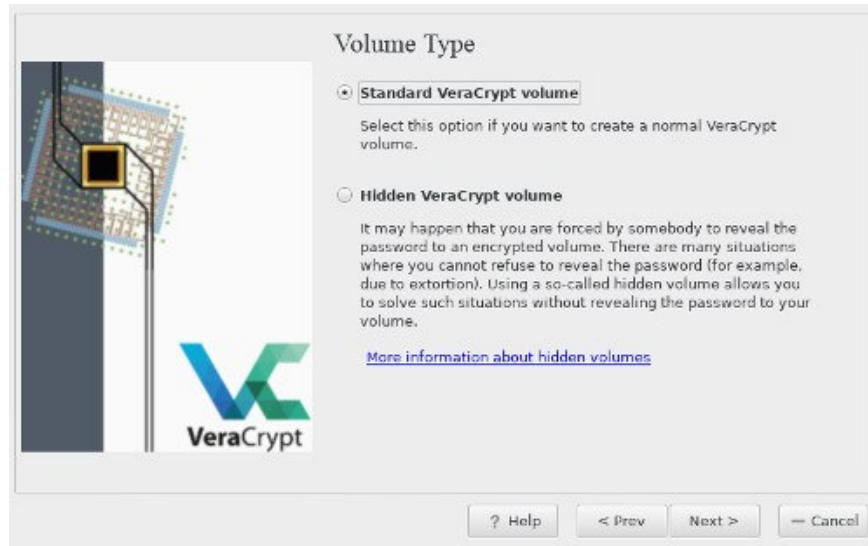 Volume Type
Standard VeraCrypt volume
Select this option if you want to create a normal VeraCrypt
volume.
Hidden VeraCrypt volume
It may happen that you are forced by somebody to reveal the
password to an encrypted volume. There are many situations
where you cannot refuse to reveal the password (for example,
due to extortion). Using a so-called hidden volume allows you
to solve such situations without revealing the password to your
volume.
More information about hidden volumes
VeraCrypt
? Help < Prev Next > — Cancel